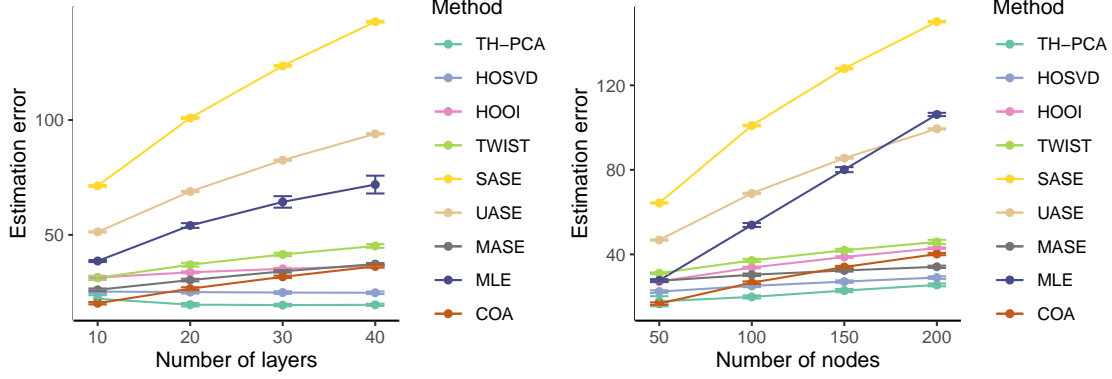 Method
Estimation error
100
50
10
20
30
40
Number of layers
TH-PCA
HOSVD
HOOI
TWIST
SASE
UASE
MASE
MLE
COA
Method
Estimation error
120
80
40
50
100
150
200
Number of nodes
TH-PCA
HOSVD
HOOI
TWIST
SASE
UASE
MASE
MLE
COA